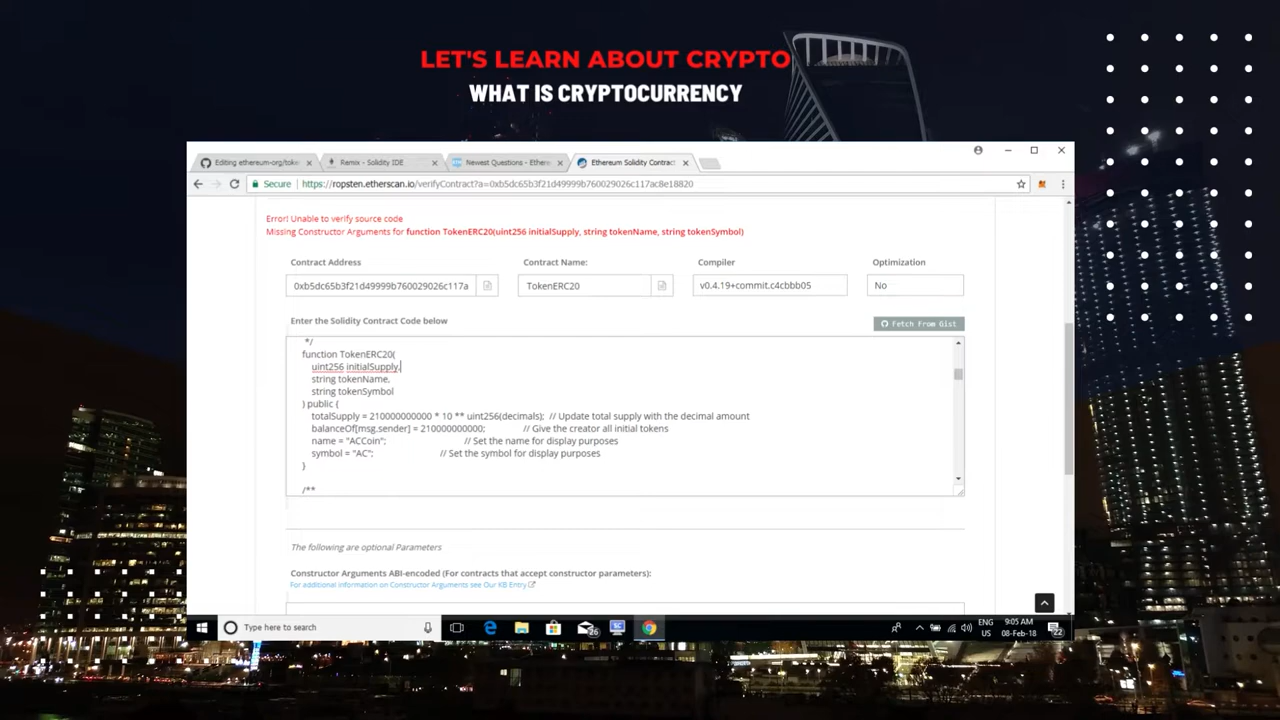 LET'S LEARN ABOUT CRYPTO
WHAT IS CRYPTOCURRENCY
Editing ethereum-org/toke
Remix - Solidity IDE
Newest Questions - Ethere
Ethereum Solidity Contrac
Secure
https://ropsten.etherscan.io/verifyContract?a=0xb5dc65b3f21d49999b760029026c117ac8e18820
Error! Unable to verify source code
Missing Constructor Arguments for function TokenERC20(uint256 initialSupply, string tokenName, string tokenSymbol)
Contract Address
Contract Name:
Compiler
Optimization
0xb5dc65b3f21d49999b760029026c117a
TokenERC20
v0.4.19+commit.c4cbbb05
No
Enter the Solidity Contract Code below
Fetch From Gist
*/
function TokenERC20(
uint256 initialSupply,
string tokenName,
string tokenSymbol
) public {
totalSupply = 210000000000 * 10 ** uint256(decimals); // Update total supply with the decimal amount
balanceOf[msg.sender] = 210000000000; // Give the creator all initial tokens
name = "ACCoin"; // Set the name for display purposes
symbol = "AC"; // Set the symbol for display purposes
}
/**
The following are optional Parameters
Constructor Arguments ABI-encoded (For contracts that accept constructor parameters):
For additional information on Constructor Arguments see Our KB Entry
Type here to search
26
ENG
US
9:05 AM
08-Feb-18
22